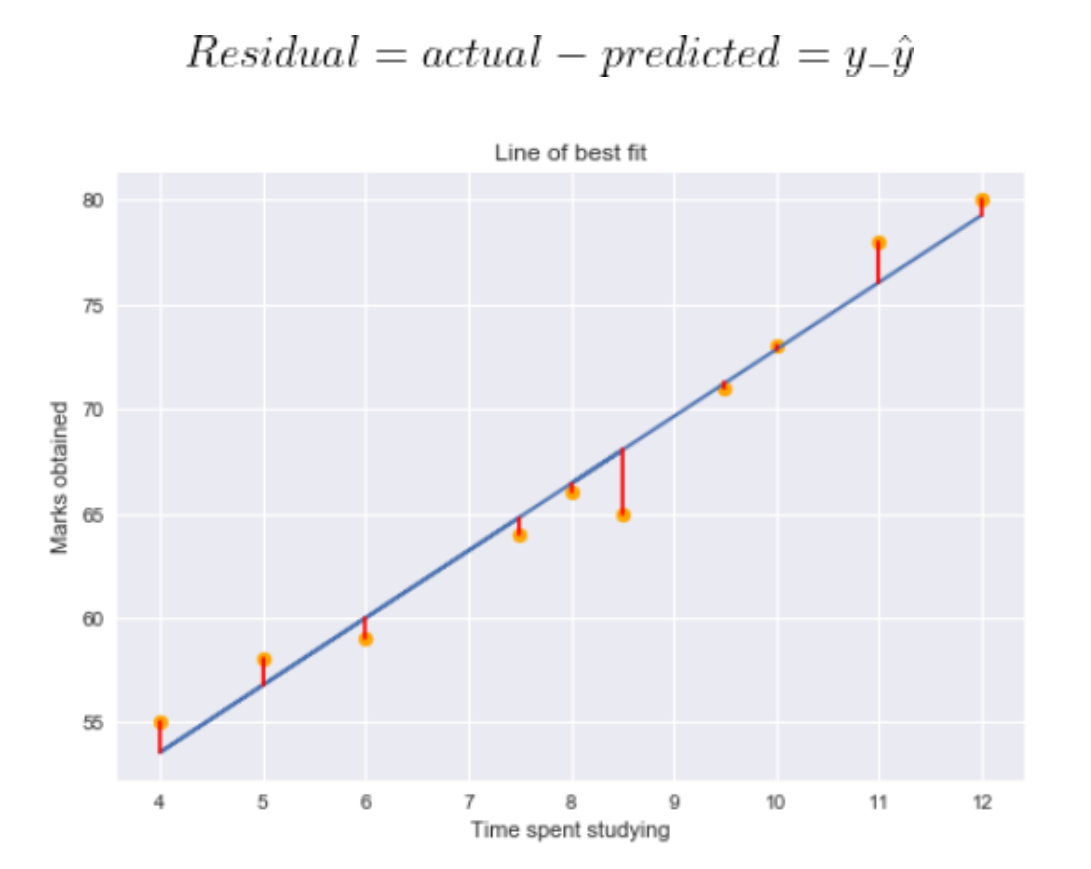 Residual = actual − predicted = y_ŷ
Line of best fit
80
75
70
65
60
55
Marks obtained
4 5 6 7 8 9 10 11 12
Time spent studying